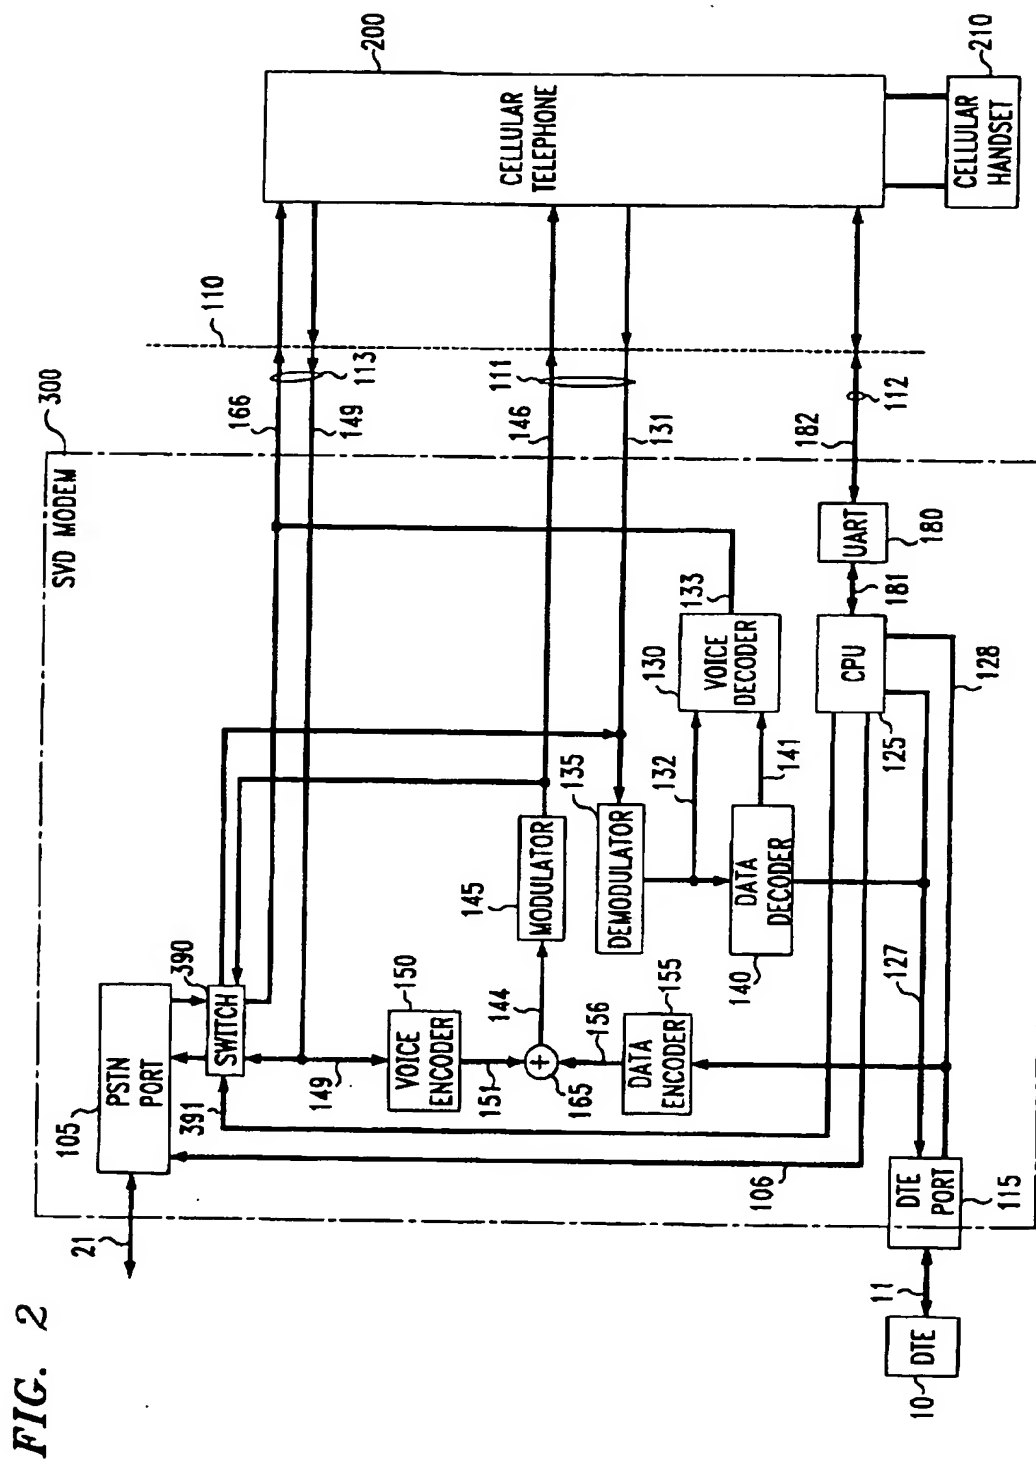 FIG. 2
21
105
PSTN
PORT
390
SWITCH
391
SVD MODEM
300
166
149
113
110
200
CELLULAR
TELEPHONE
149
150
VOICE
ENCODER
151
144
165
156
155
DATA
ENCODER
145
MODULATOR
146
111
135
DEMODULATOR
131
132
130
VOICE
DECODER
133
140
DATA
DECODER
141
106
125
CPU
181
UART
180
182
112
210
CELLULAR
HANDSET
127
128
10
DTE
11
DTE
PORT
115